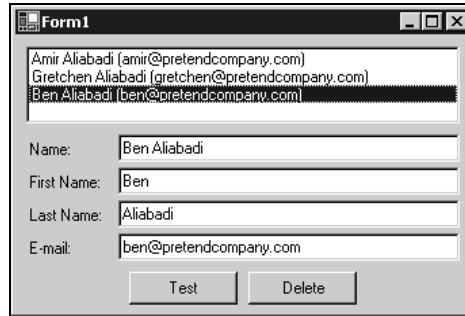 Form1
Amir Aliabadi (amir@pretendcompany.com)
Gretchen Aliabadi (gretchen@pretendcompany.com)
Ben Aliabadi (ben@pretendcompany.com)
Name: Ben Aliabadi
First Name: Ben
Last Name: Aliabadi
E-mail: ben@pretendcompany.com
Test Delete